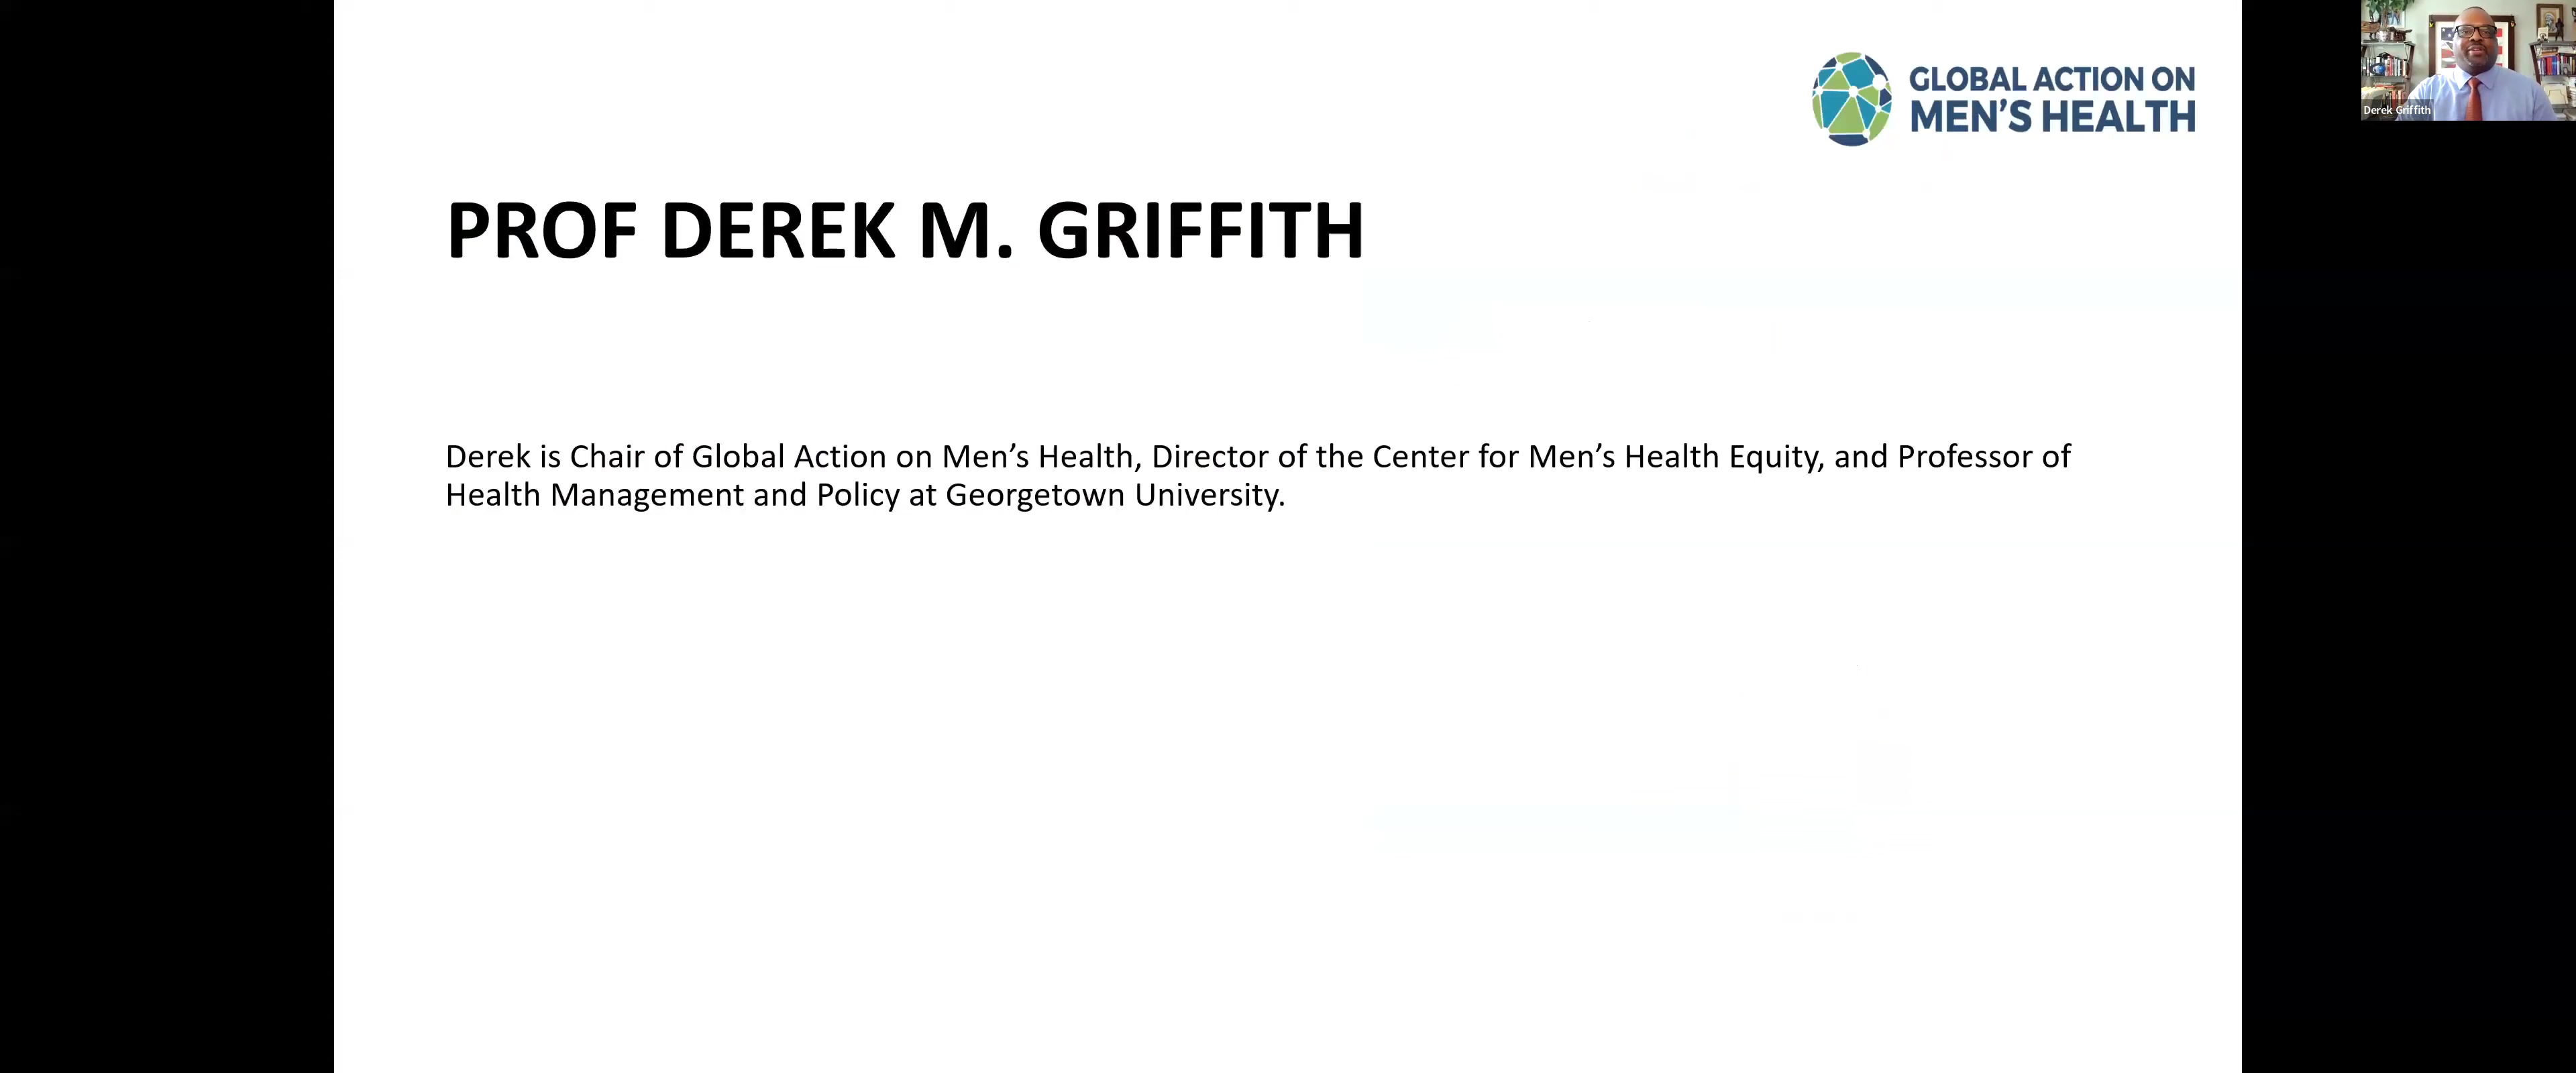 GLOBAL ACTION ON
MEN'S HEALTH
Derek Griffith
PROF DEREK M. GRIFFITH
Derek is Chair of Global Action on Men’s Health, Director of the Center for Men’s Health Equity, and Professor of
Health Management and Policy at Georgetown University.